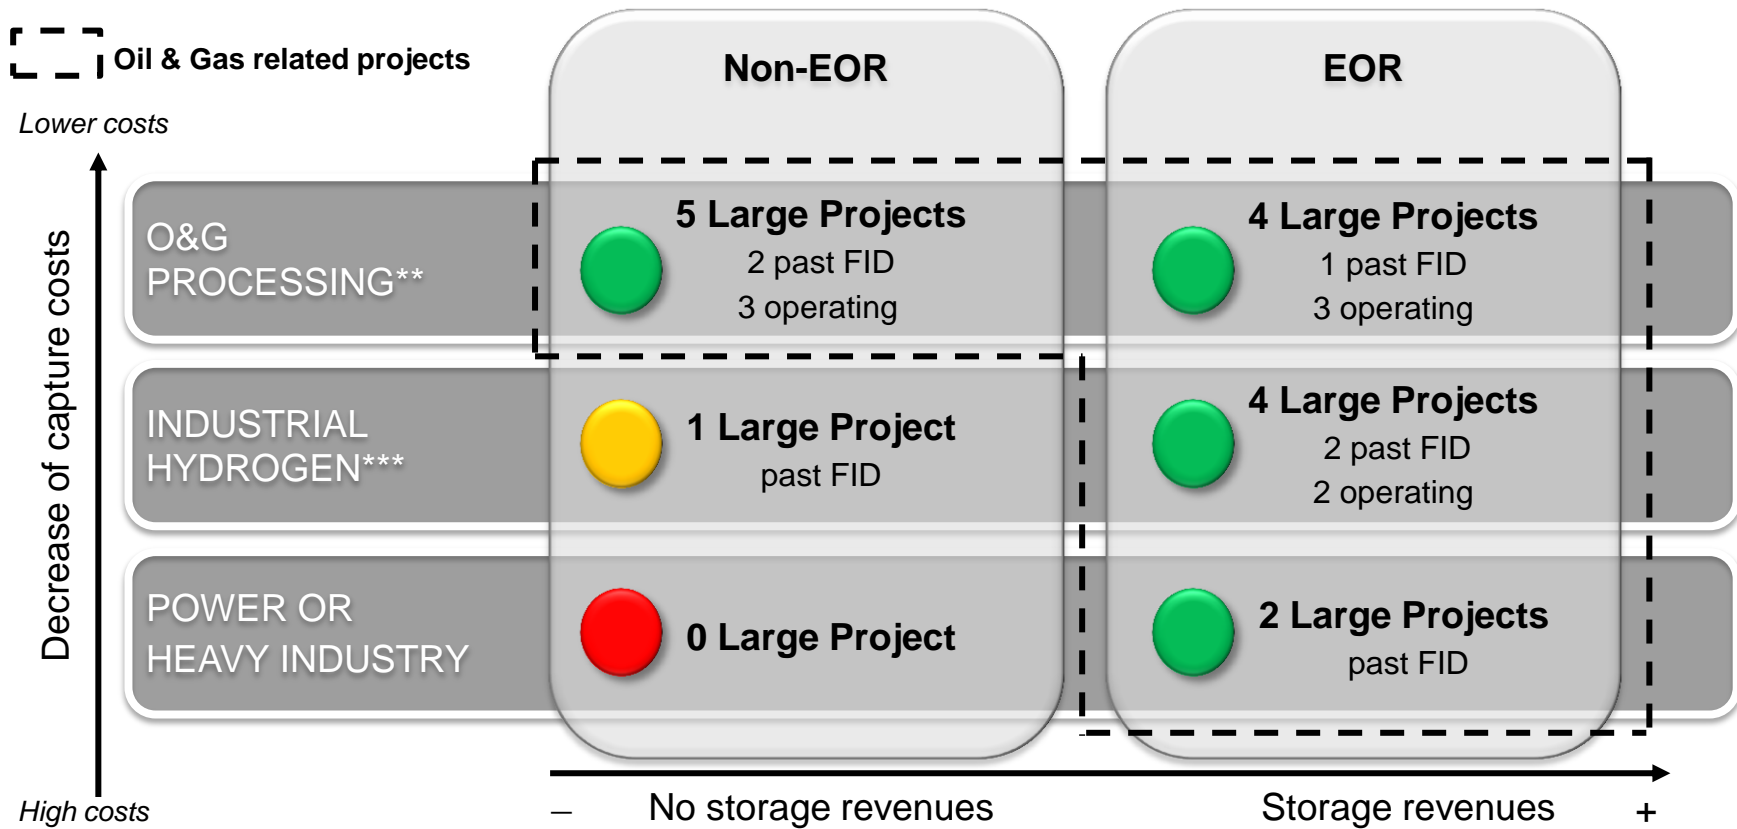 Oil & Gas related projects
Non-EOR
EOR
Lower costs
Decrease of capture costs
O&G
PROCESSING**
5 Large Projects
2 past FID
3 operating
4 Large Projects
1 past FID
3 operating
INDUSTRIAL
HYDROGEN***
1 Large Project
past FID
4 Large Projects
2 past FID
2 operating
POWER OR
HEAVY INDUSTRY
0 Large Project
2 Large Projects
past FID
High costs
– No storage revenues
Storage revenues +